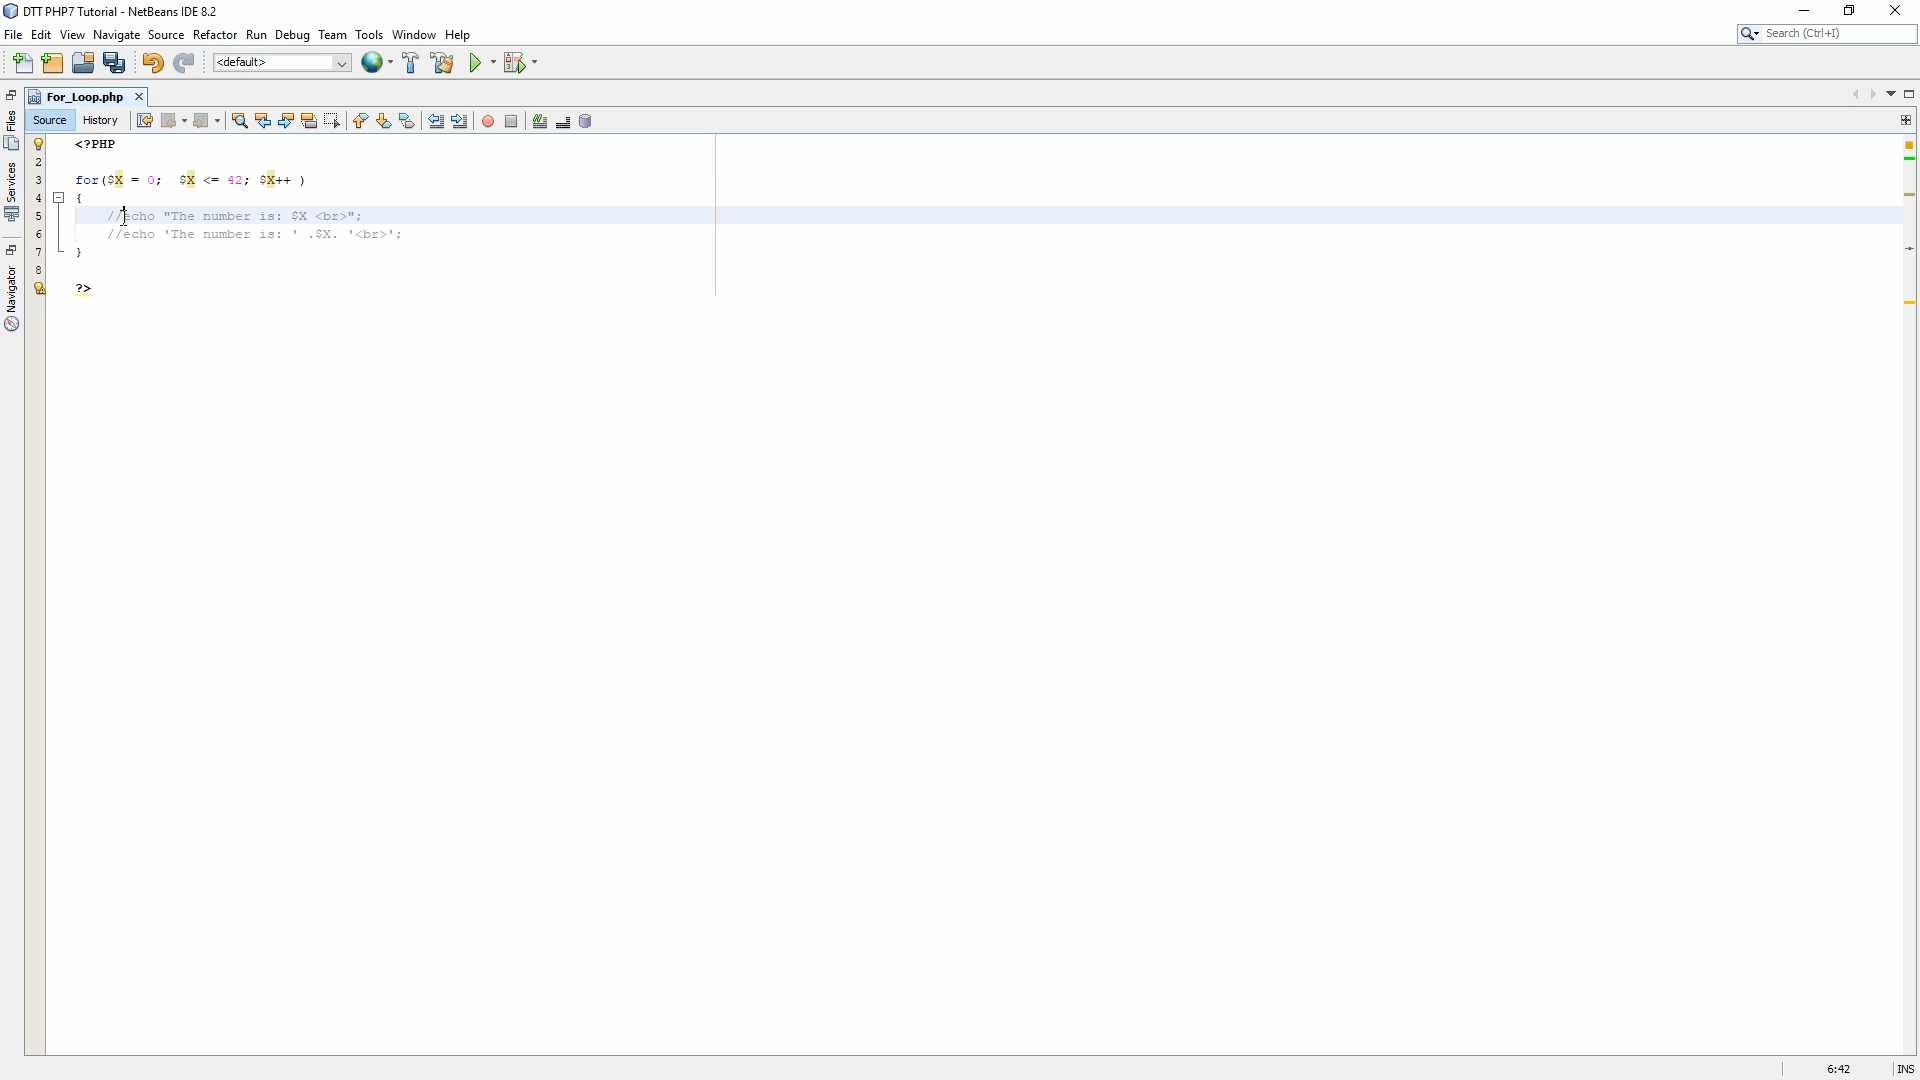 DTT PHP7 Tutorial - NetBeans IDE 8.2
File Edit View Navigate Source Refactor Run Debug Team Tools Window Help
Search (Ctrl+I)
<default>
For_Loop.php
Source History
Files
Services
Navigator
<?PHP
2
3 for($X = 0;  $X <= 42; $X++ )
4 {
5 //echo "The number is: $X <br>";
6 //echo 'The number is: ' .$X. '<br>';
7 }
8
?>
6:42 INS